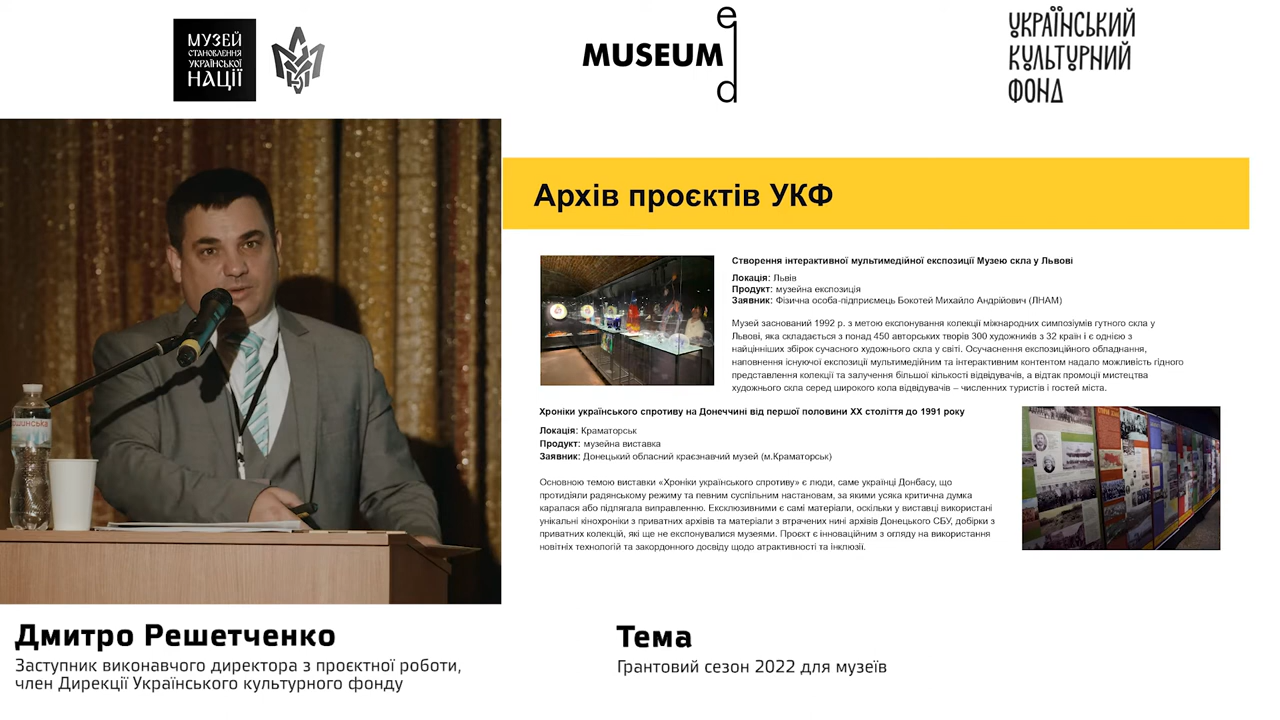 МУЗЕЙ
СТАНОВЛЕННЯ
УКРАЇНСЬКОЇ
НАЦІЇ
MUSEUM
ed
УКРАЇНСЬКИЙ
КУЛЬТУРНИЙ
ФОНД
Архів проєктів УКФ
Створення інтерактивної мультимедійної експозиції Музею скла у Львові
Локація: Львів
Продукт: музейна експозиція
Заявник: Фізична особа-підприємець Бокотей Михайло Андрійович (ЛНАМ)
Музей заснований 1992 р. з метою експонування колекції міжнародних симпозіумів гутного скла у
Львові, яка складається з понад 450 авторських творів 300 художників з 32 країн і є однією з
найцінніших збірок сучасного художнього скла у світі. Осучаснення експозиційного обладнання,
наповнення існуючої експозиції мультимедійним та інтерактивним контентом надало можливість гідного
представлення колекції та залучення більшої кількості відвідувачів, а відтак промоції мистецтва
художнього скла серед широкого кола відвідувачів – численних туристів і гостей міста.
Хроніки українського спротиву на Донеччині від першої половини ХХ століття до 1991 року
Локація: Краматорськ
Продукт: музейна виставка
Заявник: Донецький обласний краєзнавчий музей (м.Краматорськ)
Основною темою виставки «Хроніки українського спротиву» є люди, саме українці Донбасу, що
протидіяли радянському режиму та певним суспільним настановам, за якими усяка критична думка
каралася або підлягала виправленню. Ексклюзивними є самі матеріали, оскільки у виставці використані
унікальні кінохроніки з приватних архівів та матеріали з втрачених нині архівів Донецького СБУ, добірки з
приватних колекцій, які ще не експонувалися музеями. Проєкт є інноваційним з огляду на використання
новітніх технологій та закордонного досвіду щодо атрактивності та інклюзії.
Дмитро Решетченко
Заступник виконавчого директора з проєктної роботи,
член Дирекції Українського культурного фонду
Тема
Грантовий сезон 2022 для музеїв